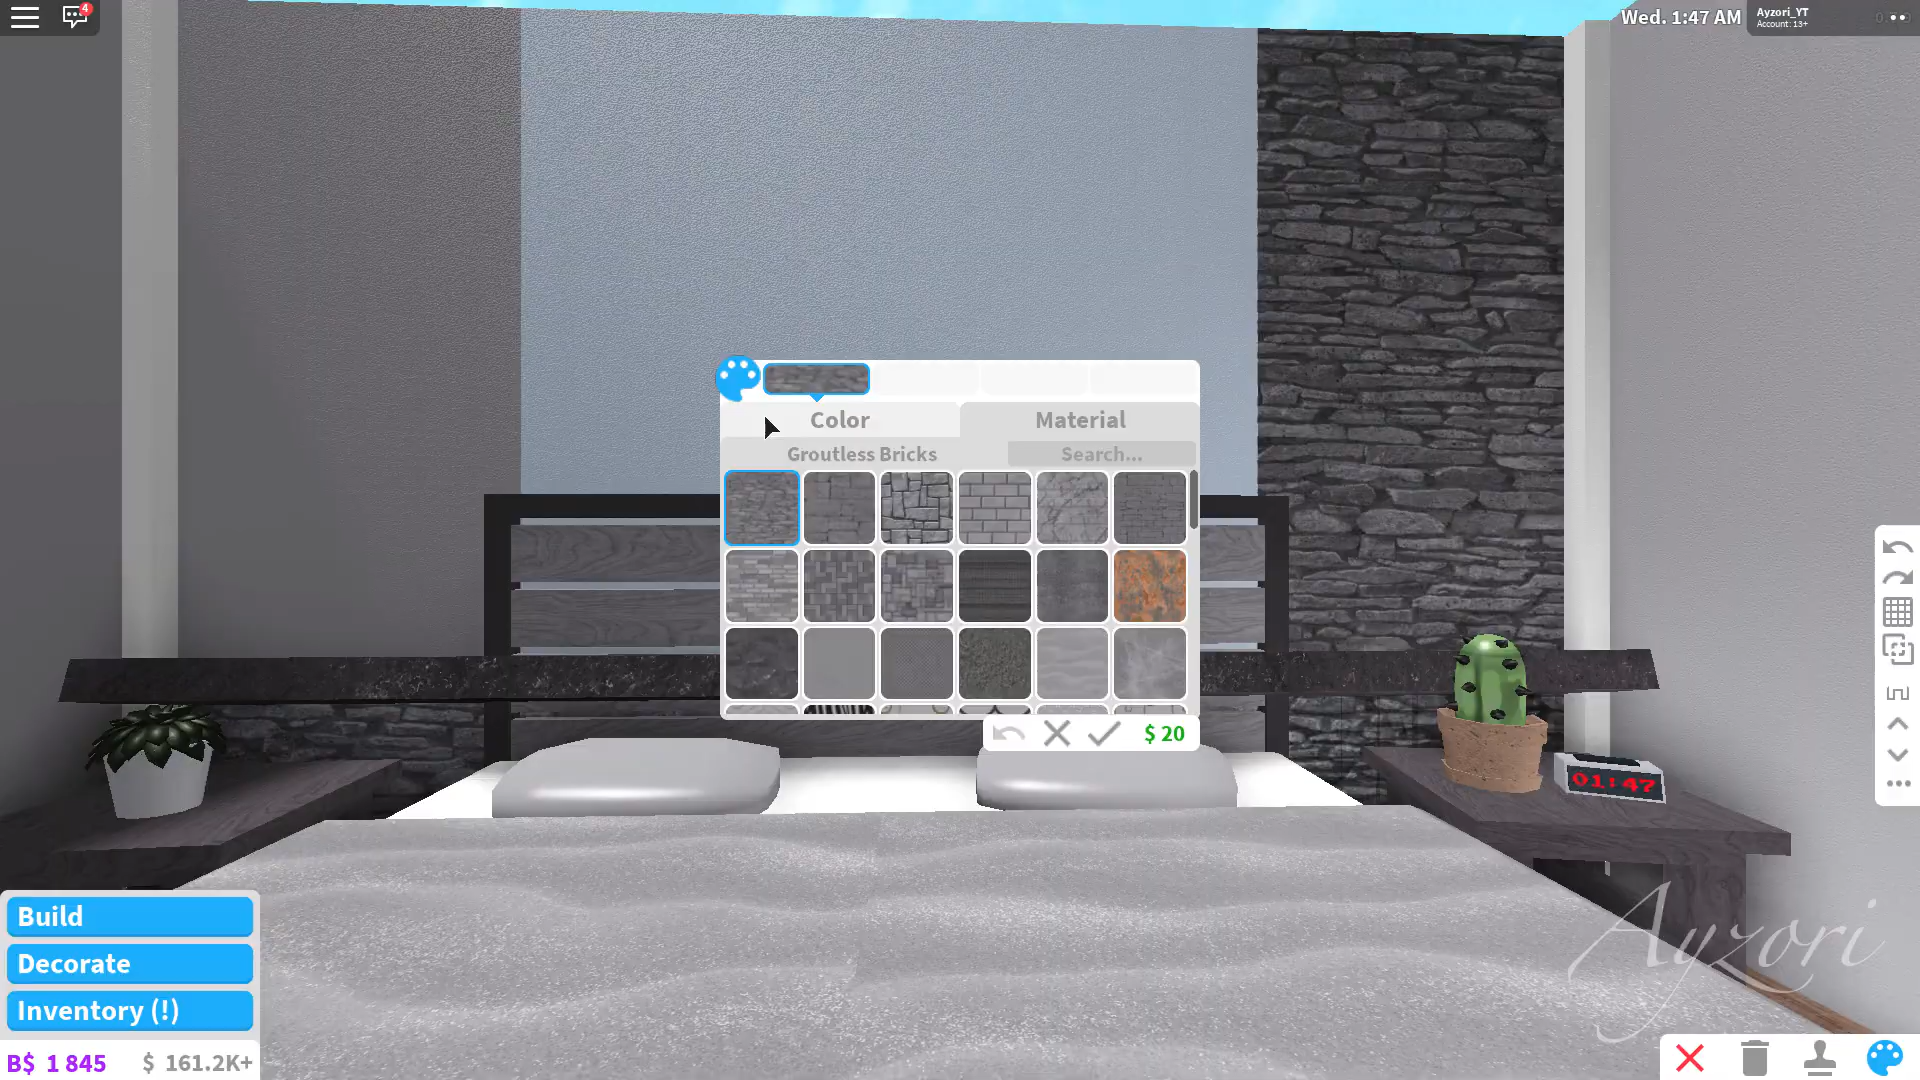 4
Wed. 1:47 AM
Ayzori_YT
Account: 13+
Color
Material
Groutless Bricks
Search...
$ 20
01:47
Build
Decorate
Inventory (!)
B$ 1 845
$ 161.2K+
Ayzori